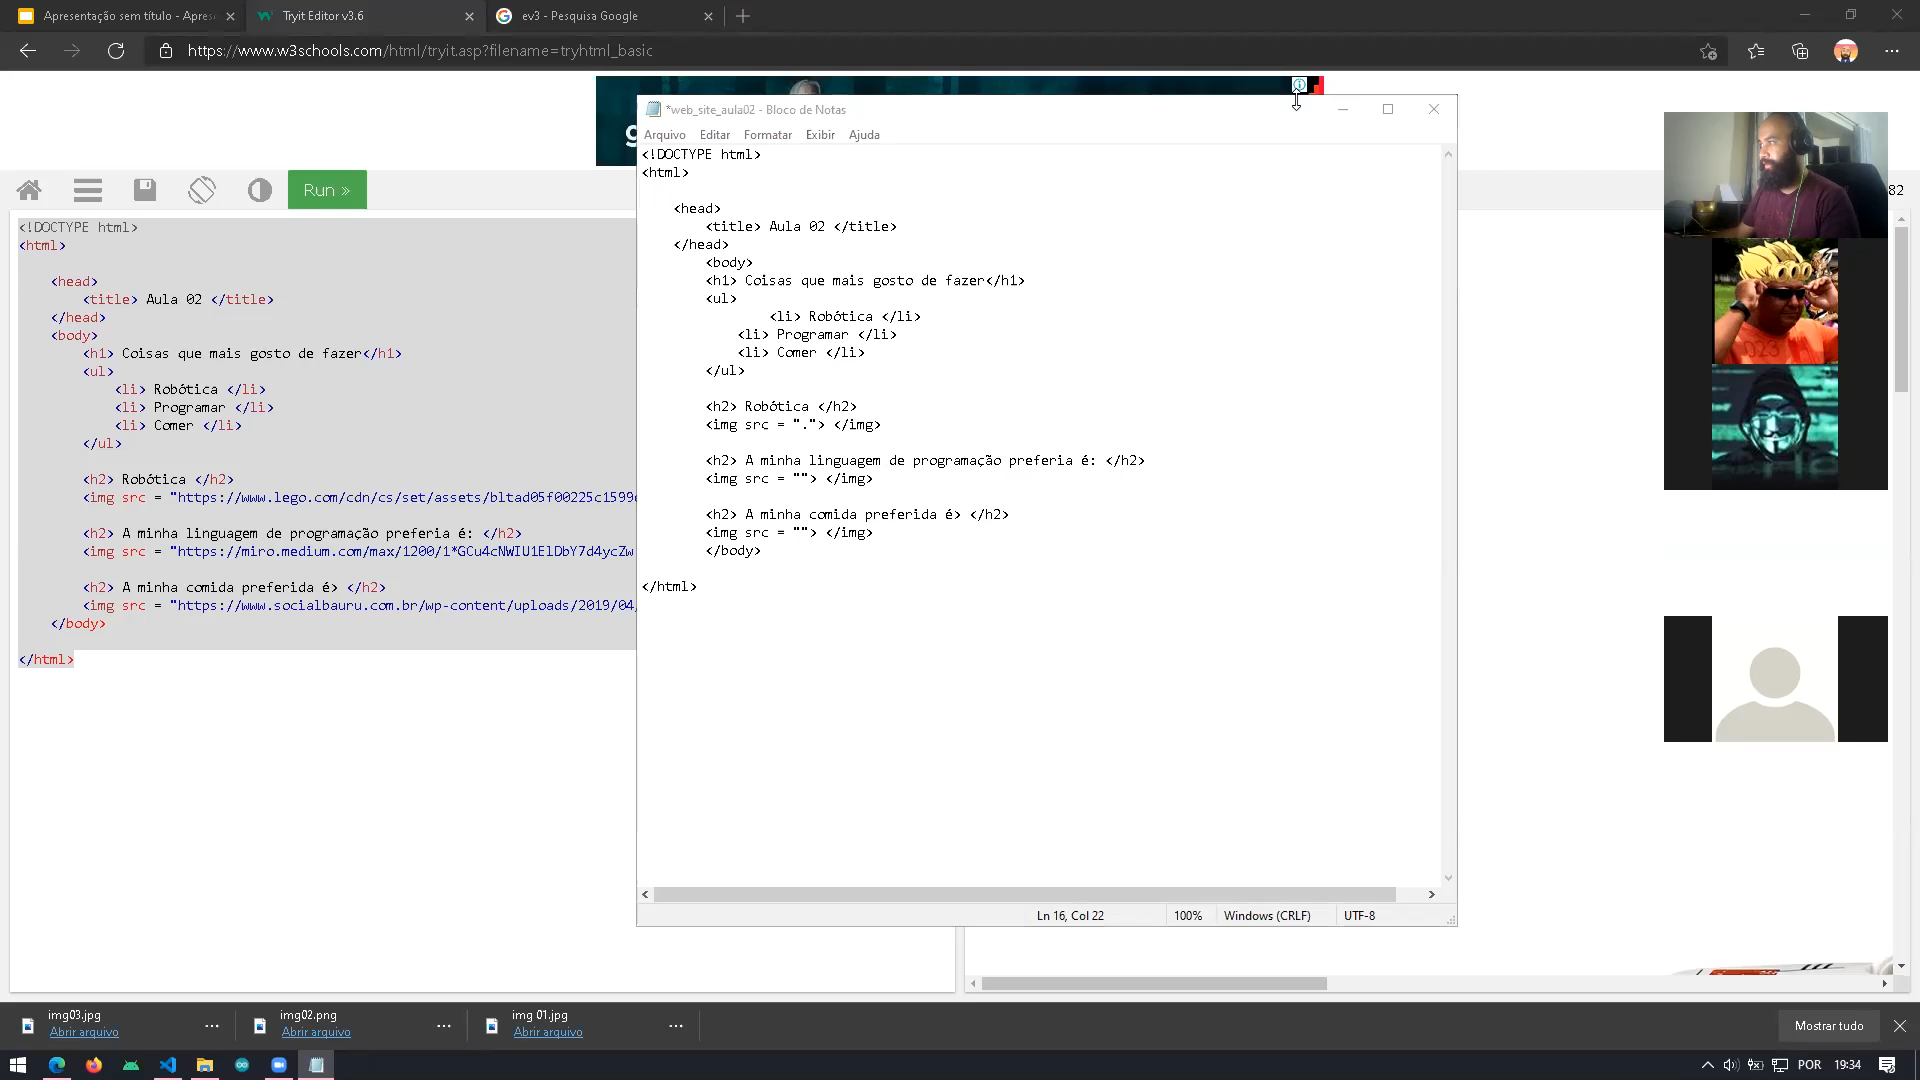 Apresentação sem título - Apres
Tryit Editor v3.6
ev3 - Pesquisa Google
https://www.w3schools.com/html/tryit.asp?filename=tryhtml_basic
g
*web_site_aula02 - Bloco de Notas
Arquivo Editar Formatar Exibir Ajuda
<!DOCTYPE html>
<html>
<head>
<title> Aula 02 </title>
</head>
<body>
<h1> Coisas que mais gosto de fazer</h1>
<ul>
<li> Robótica </li>
<li> Programar </li>
<li> Comer </li>
</ul>
<h2> Robótica </h2>
<img src = "."> </img>
<h2> A minha linguagem de programação preferia é: </h2>
<img src = ""> </img>
<h2> A minha comida preferida é> </h2>
<img src = ""> </img>
</body>
</html>
Ln 16, Col 22 100% Windows (CRLF) UTF-8
Run »
82
<!DOCTYPE html>
<html>
<head>
<title> Aula 02 </title>
</head>
<body>
<h1> Coisas que mais gosto de fazer</h1>
<ul>
<li> Robótica </li>
<li> Programar </li>
<li> Comer </li>
</ul>
<h2> Robótica </h2>
<img src = "https://www.lego.com/cdn/cs/set/assets/bltad05f00225c1599
<h2> A minha linguagem de programação preferia é: </h2>
<img src = "https://miro.medium.com/max/1200/1*GCu4cNWIU1ElDbY7d4ycZw
<h2> A minha comida preferida é> </h2>
<img src = "https://www.socialbauru.com.br/wp-content/uploads/2019/04
</body>
</html>
023
img03.jpg
Abrir arquivo
img02.png
Abrir arquivo
img 01.jpg
Abrir arquivo
Mostrar tudo
POR 19:34